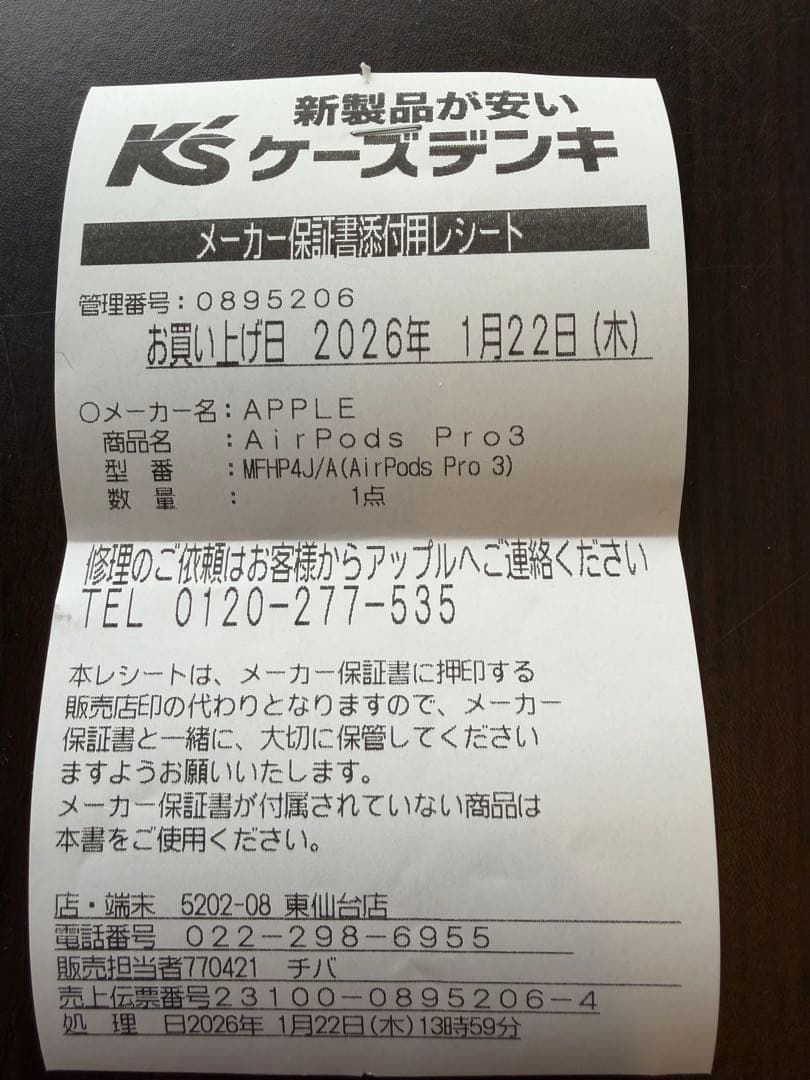 新製品が安い
K's ケーズデンキ
メーカー保証書添付用レシート
管理番号：0895206
お買い上げ日 2026年 1月22日(木)
○メーカー名：APPLE
商品名 ：AirPods Pro3
型 番 ：MFHP4J/A(AirPods Pro 3)
数 量 ： 1点
修理のご依頼はお客様からアップルへご連絡ください
TEL 0120-277-535
本レシートは、メーカー保証書に押印する
販売店印の代わりとなりますので、メーカー
保証書と一緒に、大切に保管してください
ますようお願いいたします。
メーカー保証書が付属されていない商品は
本書をご使用ください。
店・端末 5202-08 東仙台店
電話番号 022-298-6955
販売担当者770421 チバ
売上伝票番号23100-0895206-4
処 理 日2026年 1月22日(木)13時59分